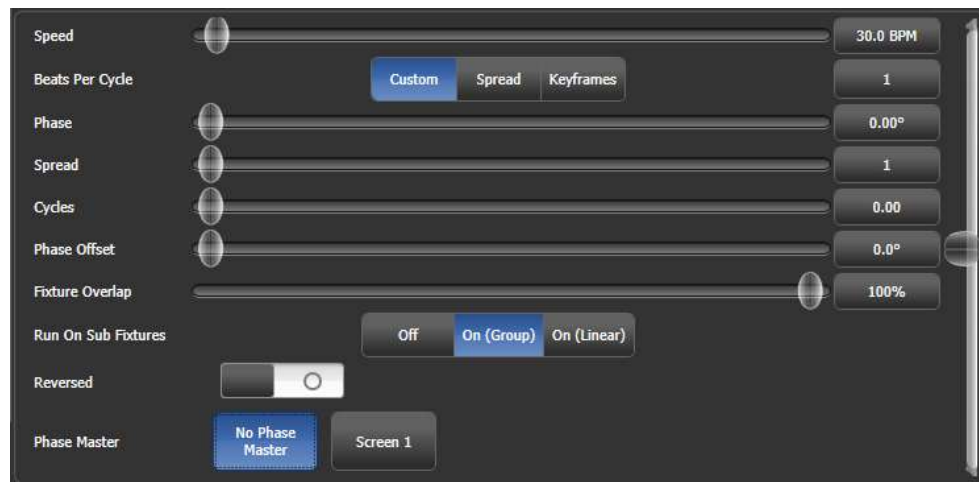 Speed 30.0 BPM
Beats Per Cycle Custom Spread Keyframes 1
Phase 0.00°
Spread 1
Cycles 0.00
Phase Offset 0.0°
Fixture Overlap 100%
Run On Sub Fixtures Off On (Group) On (Linear)
Reversed
Phase Master No Phase Master Screen 1